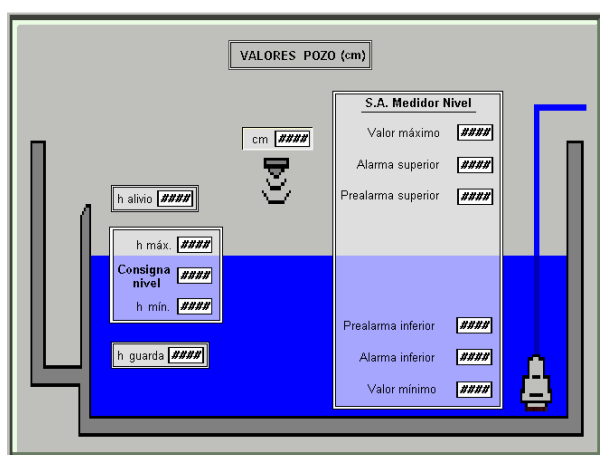 VALORES POZO (cm)
S.A. Medidor Nivel
Valor máximo ####
cm ####
Alarma superior ####
Prealarma superior ####
h alivio ####
h máx. ####
Consigna
nivel ####
h mín. ####
Prealarma inferior ####
h guarda ####
Alarma inferior ####
Valor mínimo ####